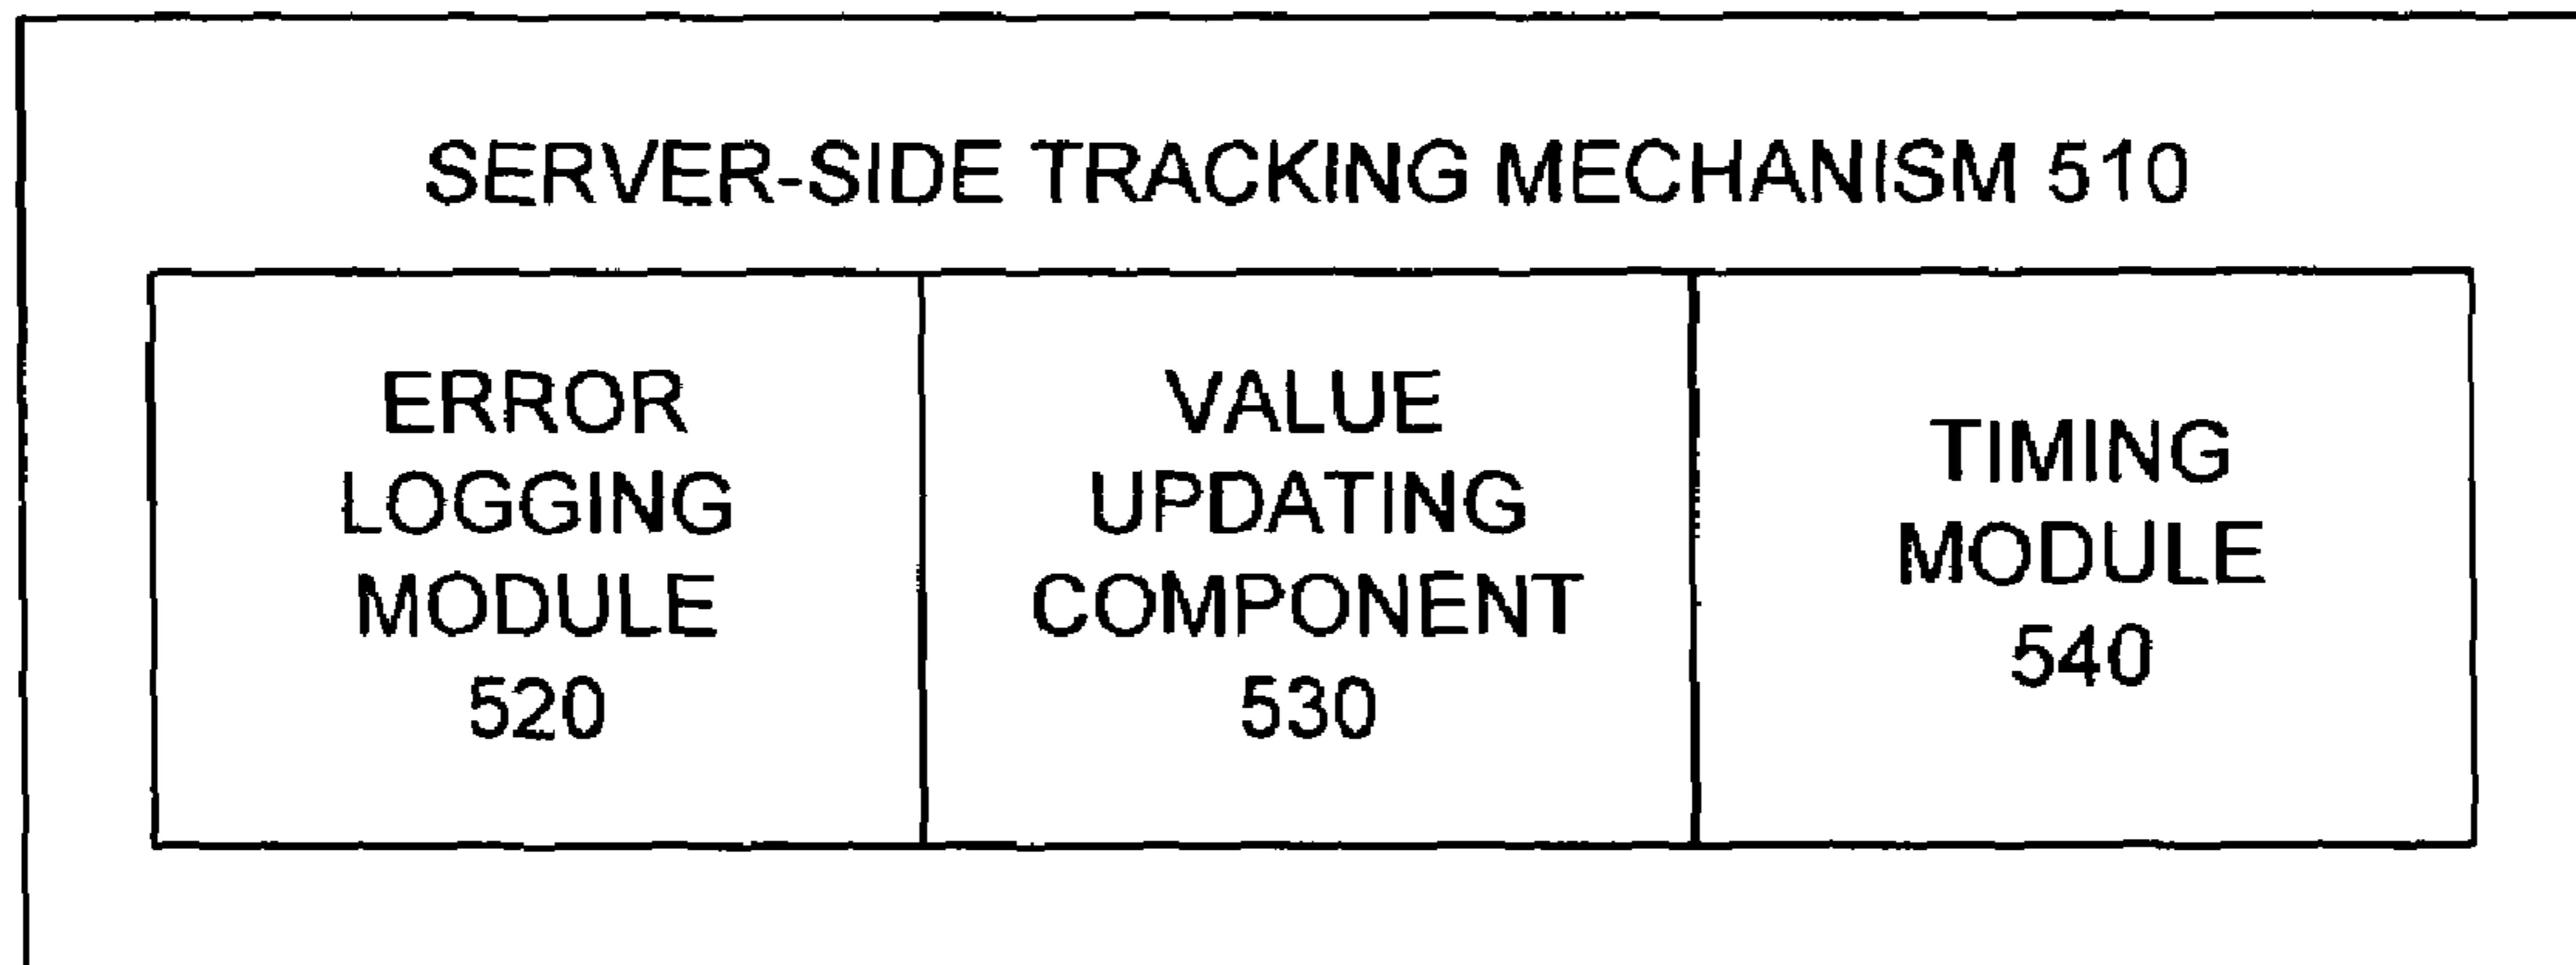 SERVER-SIDE TRACKING MECHANISM 510
ERROR
LOGGING
MODULE
520
VALUE
UPDATING
COMPONENT
530
TIMING
MODULE
540